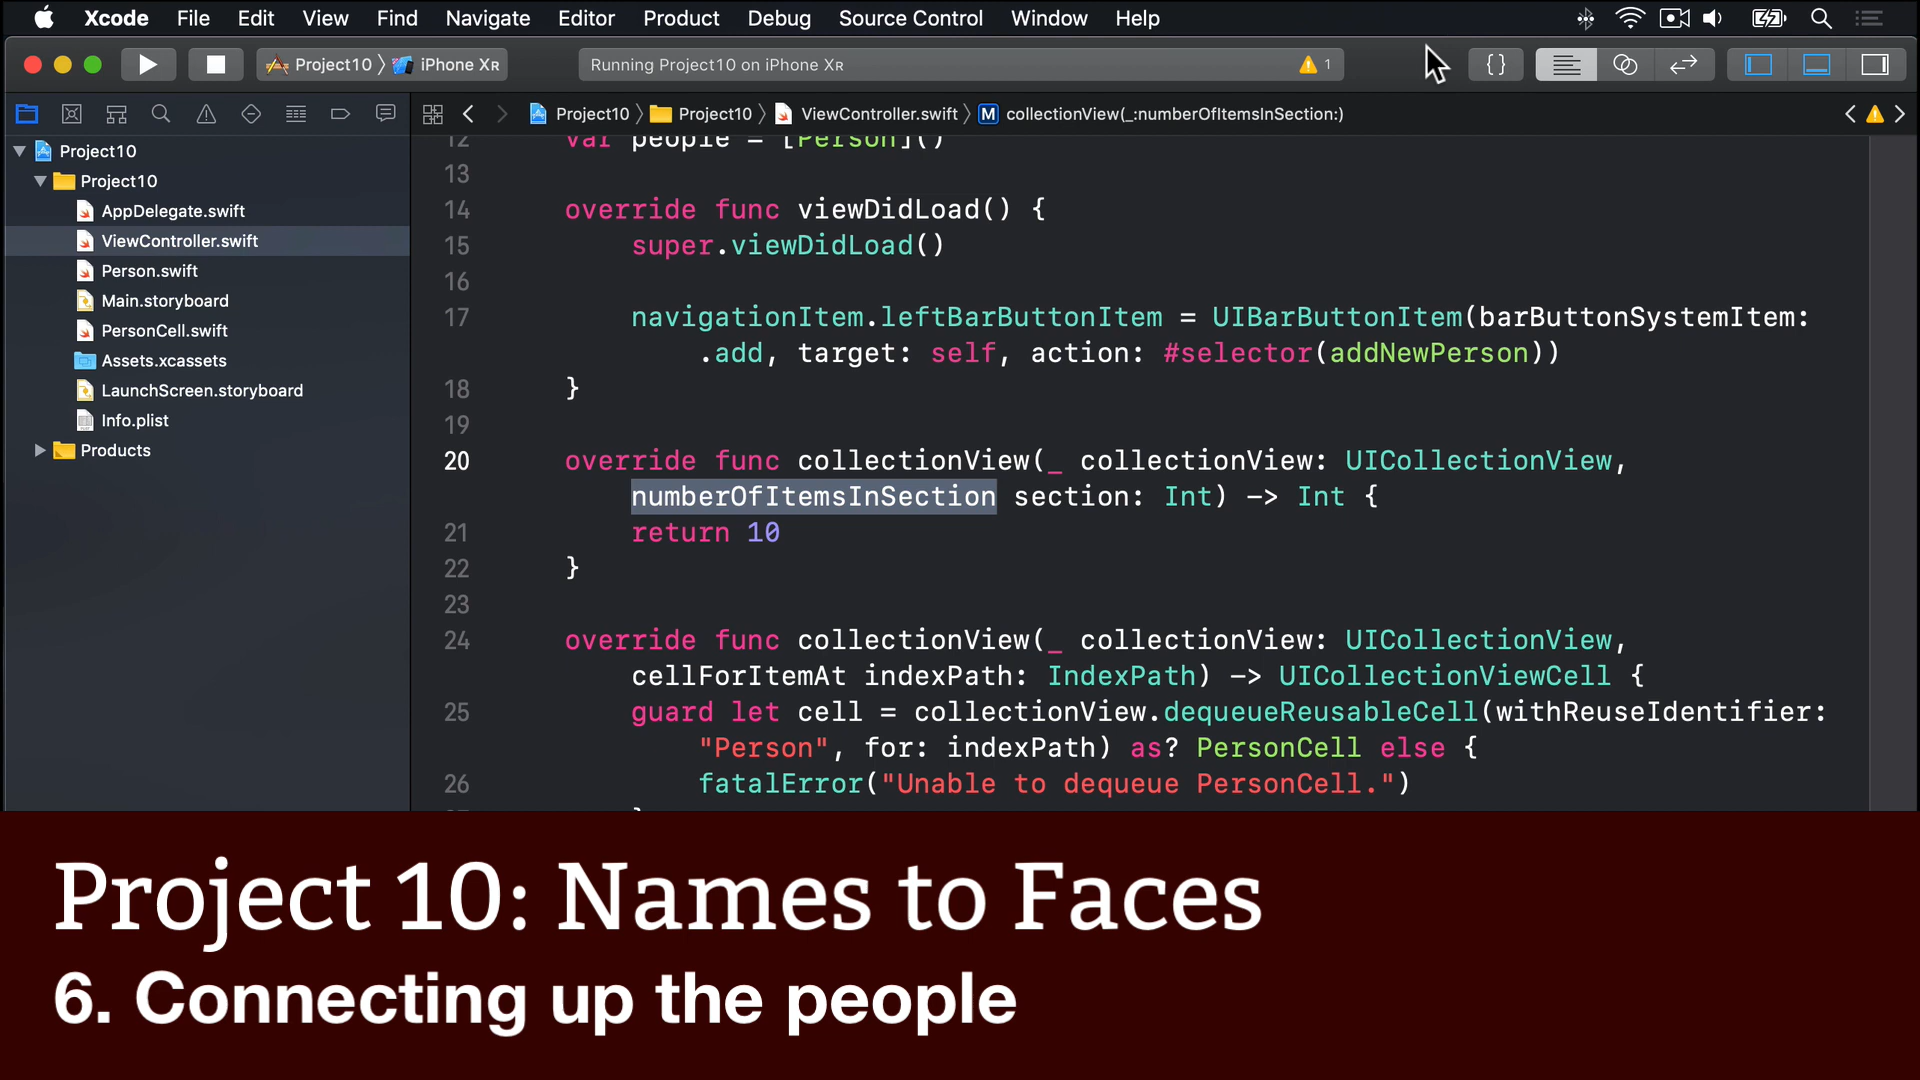 Xcode File Edit View Find Navigate Editor Product Debug Source Control Window Help
Project10 iPhone XR
Running Project10 on iPhone XR 1
{}
Project10 Project10 ViewController.swift M collectionView(_:numberOfItemsInSection:)
Project10
Project10
AppDelegate.swift
ViewController.swift
Person.swift
Main.storyboard
PersonCell.swift
Assets.xcassets
LaunchScreen.storyboard
Info.plist
Products
12 var people = [Person]()
13
14 override func viewDidLoad() {
15 super.viewDidLoad()
16
17 navigationItem.leftBarButtonItem = UIBarButtonItem(barButtonSystemItem:
.add, target: self, action: #selector(addNewPerson))
18 }
19
20 override func collectionView(_ collectionView: UICollectionView,
numberOfItemsInSection section: Int) -> Int {
21 return 10
22 }
23
24 override func collectionView(_ collectionView: UICollectionView,
cellForItemAt indexPath: IndexPath) -> UICollectionViewCell {
25 guard let cell = collectionView.dequeueReusableCell(withReuseIdentifier:
"Person", for: indexPath) as? PersonCell else {
26 fatalError("Unable to dequeue PersonCell.")
Project 10: Names to Faces
6. Connecting up the people